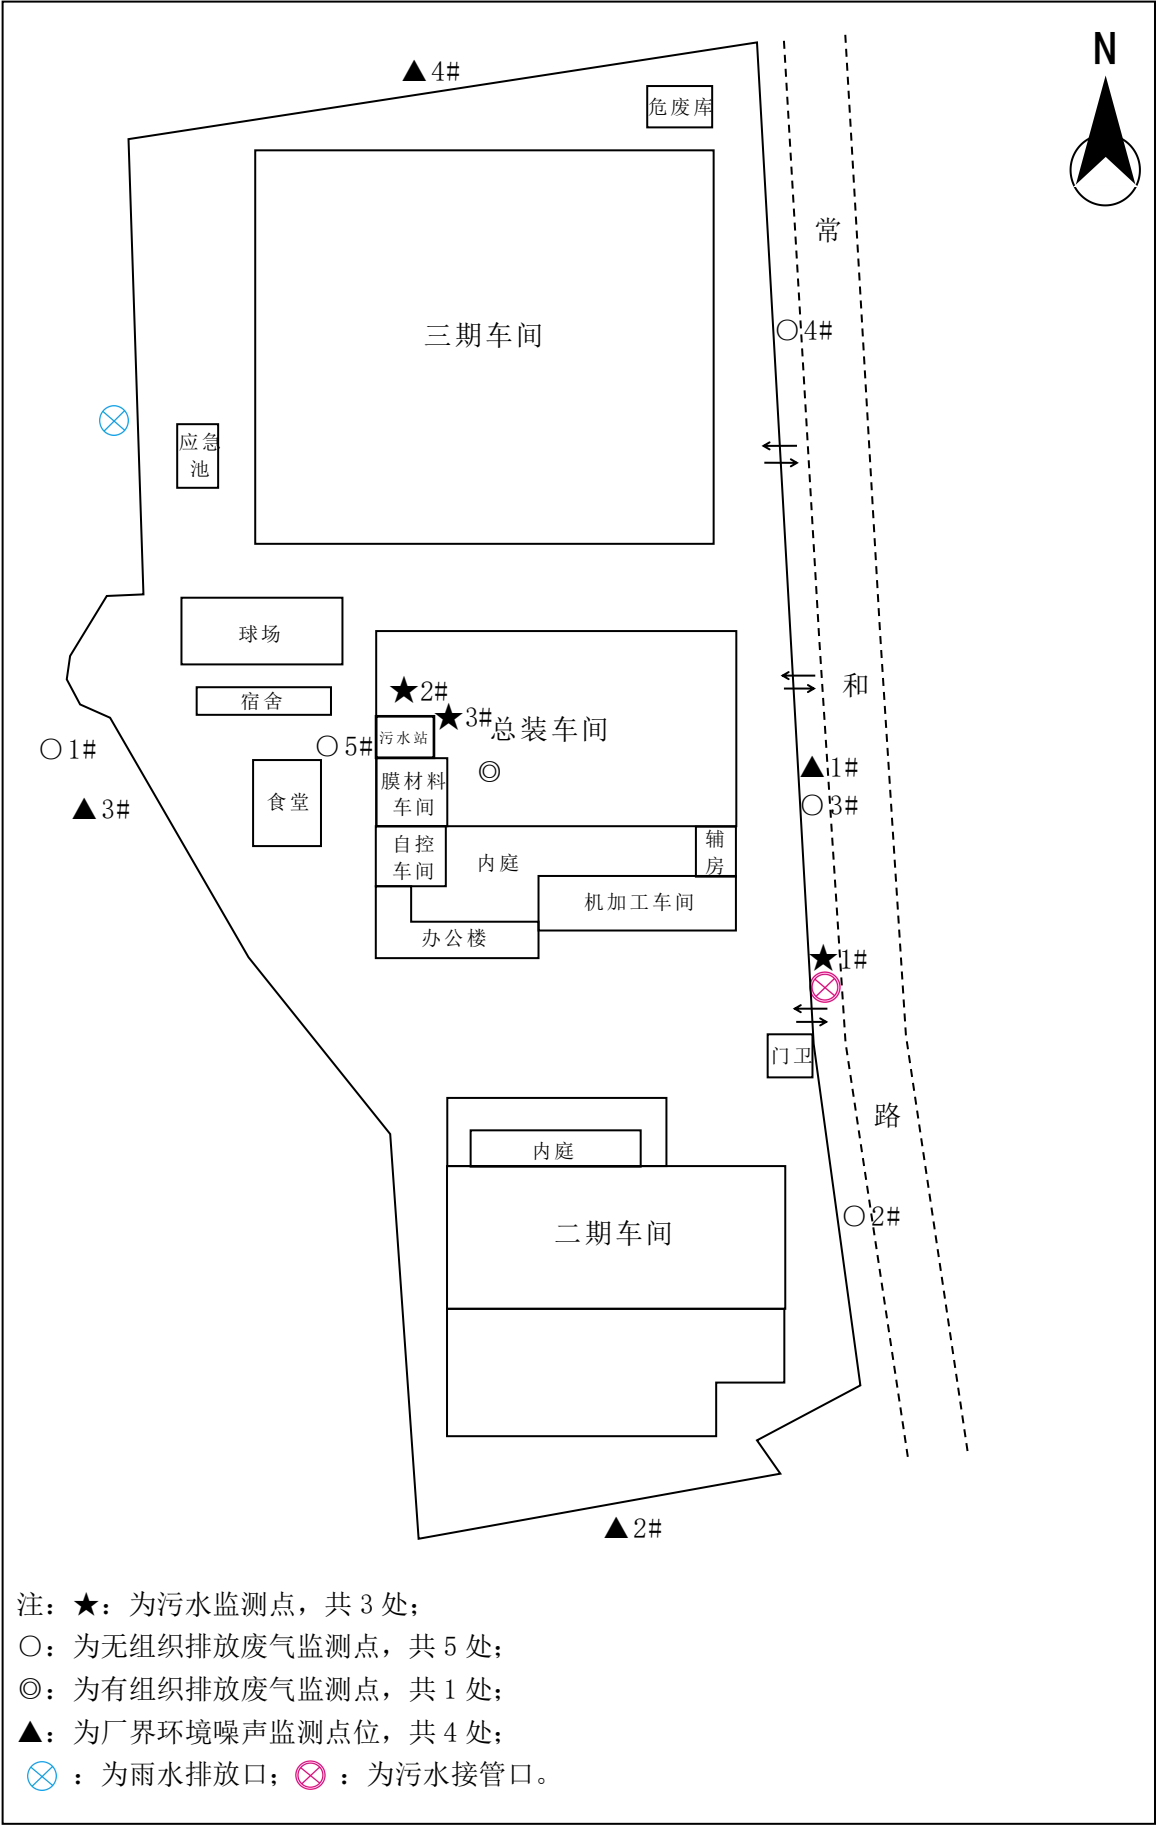 N
▲4#
危废库
常
三期车间
○4#
应急
池
球场
宿舍
★2#
★3#
总装车间
和
○1#
○5#
污水站
◎
▲1#
膜材料
车间
食堂
▲3#
○3#
自控
车间
内庭
辅
房
机加工车间
办公楼
★1#
门卫
路
内庭
○2#
二期车间
▲2#
注：★：为污水监测点，共 3 处；
○：为无组织排放废气监测点，共 5 处；
◎：为有组织排放废气监测点，共 1 处；
▲：为厂界环境噪声监测点位，共 4 处；
：为雨水排放口； ：为污水接管口。